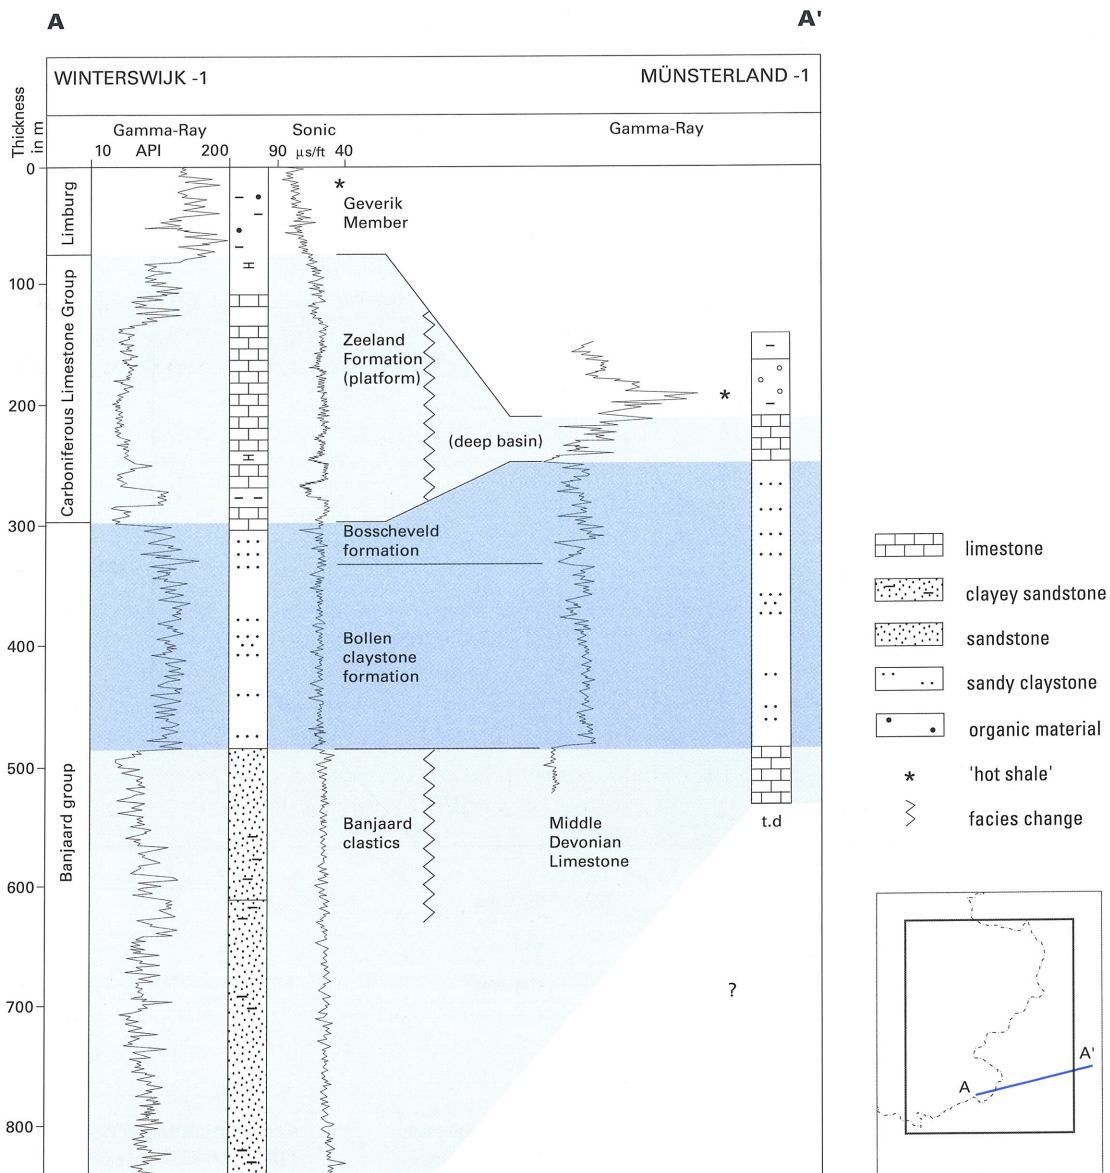 A
A'
WINTERSWIJK -1
MÜNSTERLAND -1
Thickness
in m
Gamma-Ray
Sonic
Gamma-Ray
10 API 200
90 µs/ft 40
0
100
200
300
400
500
600
700
800
Limburg
Carboniferous Limestone Group
Banjaard group
*
Geverik
Member
Zeeland
Formation
(platform)
(deep basin)
*
Bosscheveld
formation
Bollen
claystone
formation
Banjaard
clastics
Middle
Devonian
Limestone
t.d
?
limestone
clayey sandstone
sandstone
sandy claystone
organic material
* 'hot shale'
facies change
A
A'